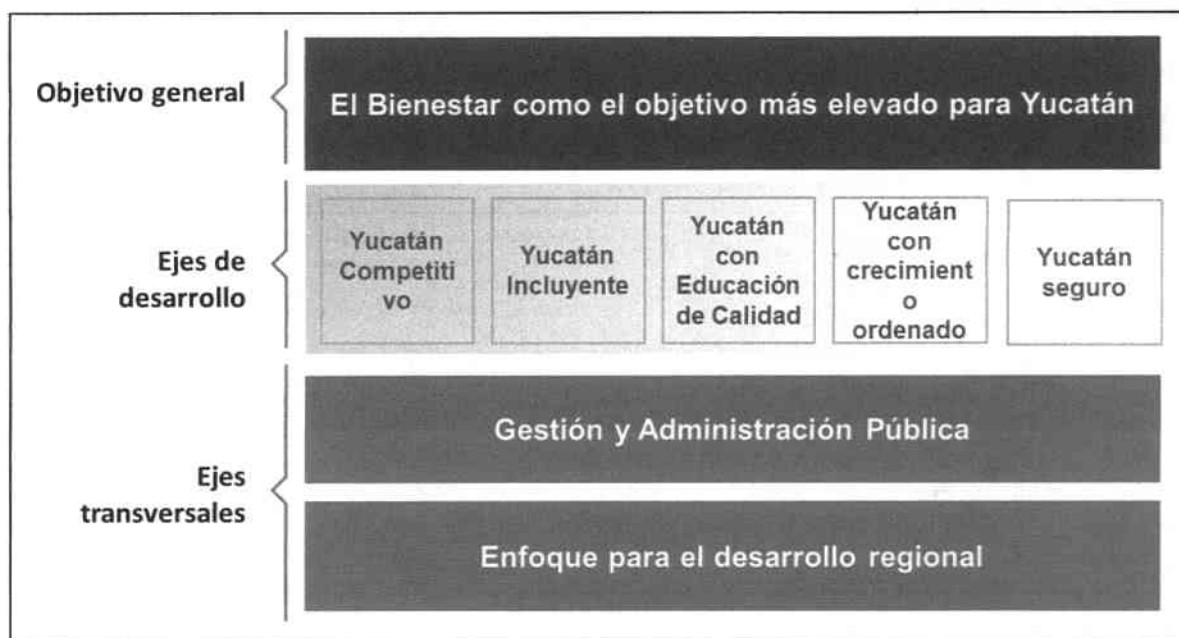 Objetivo general
El Bienestar como el objetivo más elevado para Yucatán
Ejes de
desarrollo
Yucatán
Competiti
vo
Yucatán
Incluyente
Yucatán
con
Educación
de Calidad
Yucatán
con
crecimient
o
ordenado
Yucatán
seguro
Ejes
transversales
Gestión y Administración Pública
Enfoque para el desarrollo regional